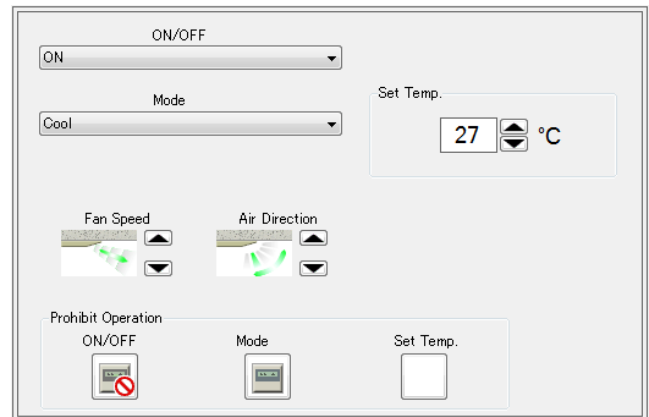 ON/OFF
ON
Mode
Cool
Set Temp.
27 °C
Fan Speed
Air Direction
Prohibit Operation
ON/OFF
Mode
Set Temp.